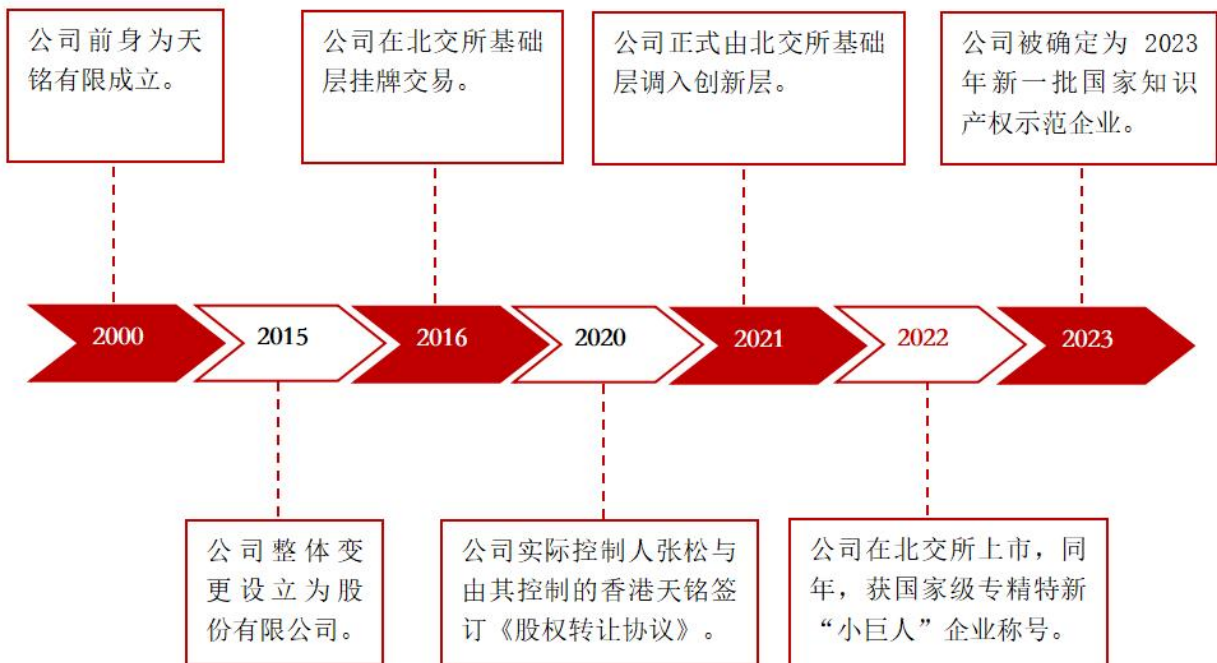 公司前身为天
铭有限成立。
公司在北交所基础
层挂牌交易。
公司正式由北交所基础
层调入创新层。
公司被确定为 2023
年新一批国家知识
产权示范企业。
2000
2015
2016
2020
2021
2022
2023
公司整体变
更设立为股
份有限公司。
公司实际控制人张松与
由其控制的香港天铭签
订《股权转让协议》。
公司在北交所上市，同
年，获国家级专精特新
“小巨人”企业称号。